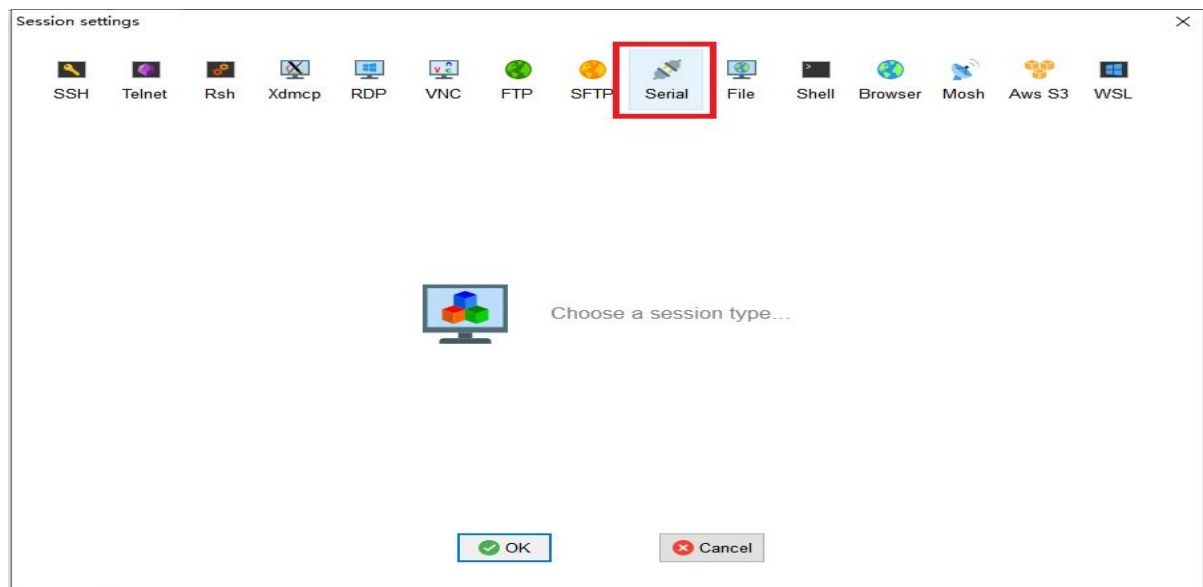 Session settings
SSH Telnet Rsh Xdmcp RDP VNC FTP SFTP Serial File Shell Browser Mosh Aws S3 WSL
Choose a session type...
OK Cancel